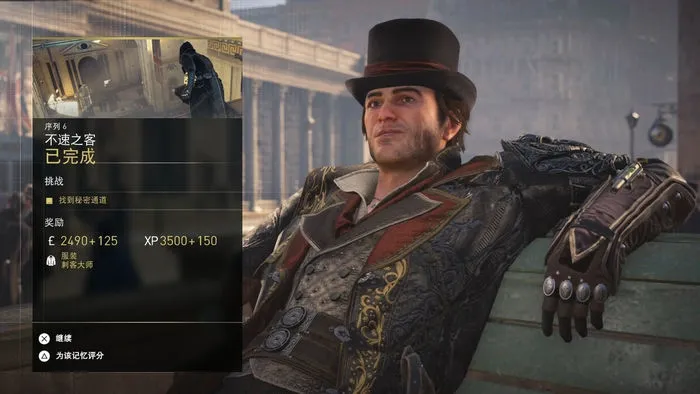 序列 6
不速之客
已完成
挑战
找到秘密通道
奖励
£ 2490+125 XP 3500+150
服装
刺客大师
继续
为该记忆评分